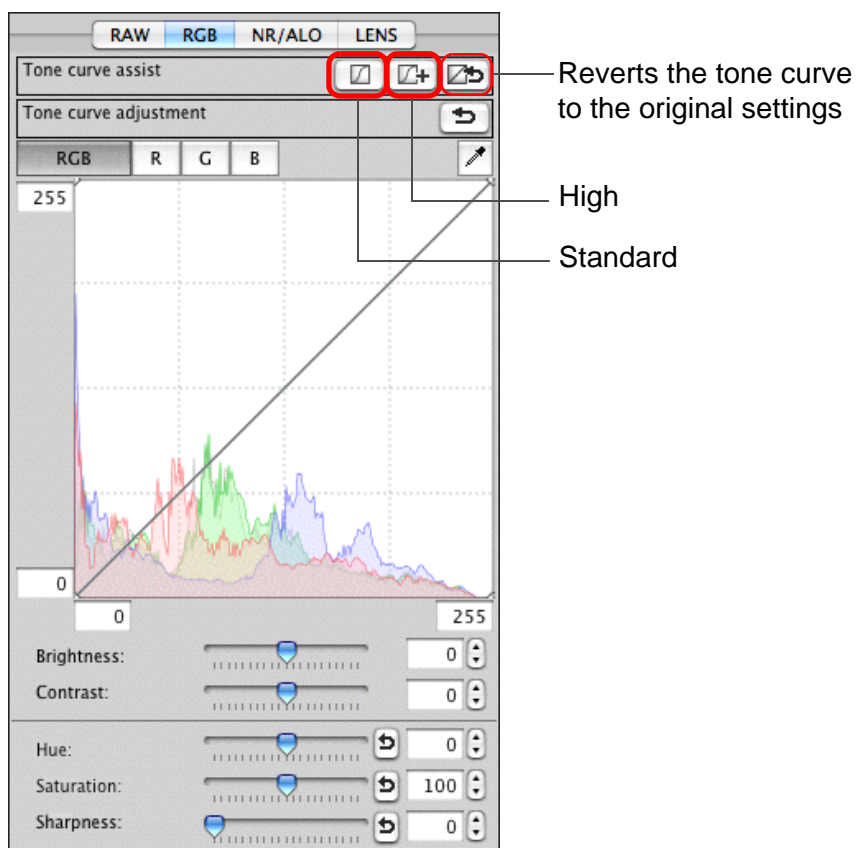 RAW RGB NR/ALO LENS
Tone curve assist
Reverts the tone curve
to the original settings
Tone curve adjustment
RGB R G B
High
Standard
255
0
0 255
Brightness: 0
Contrast: 0
Hue: 0
Saturation: 100
Sharpness: 0